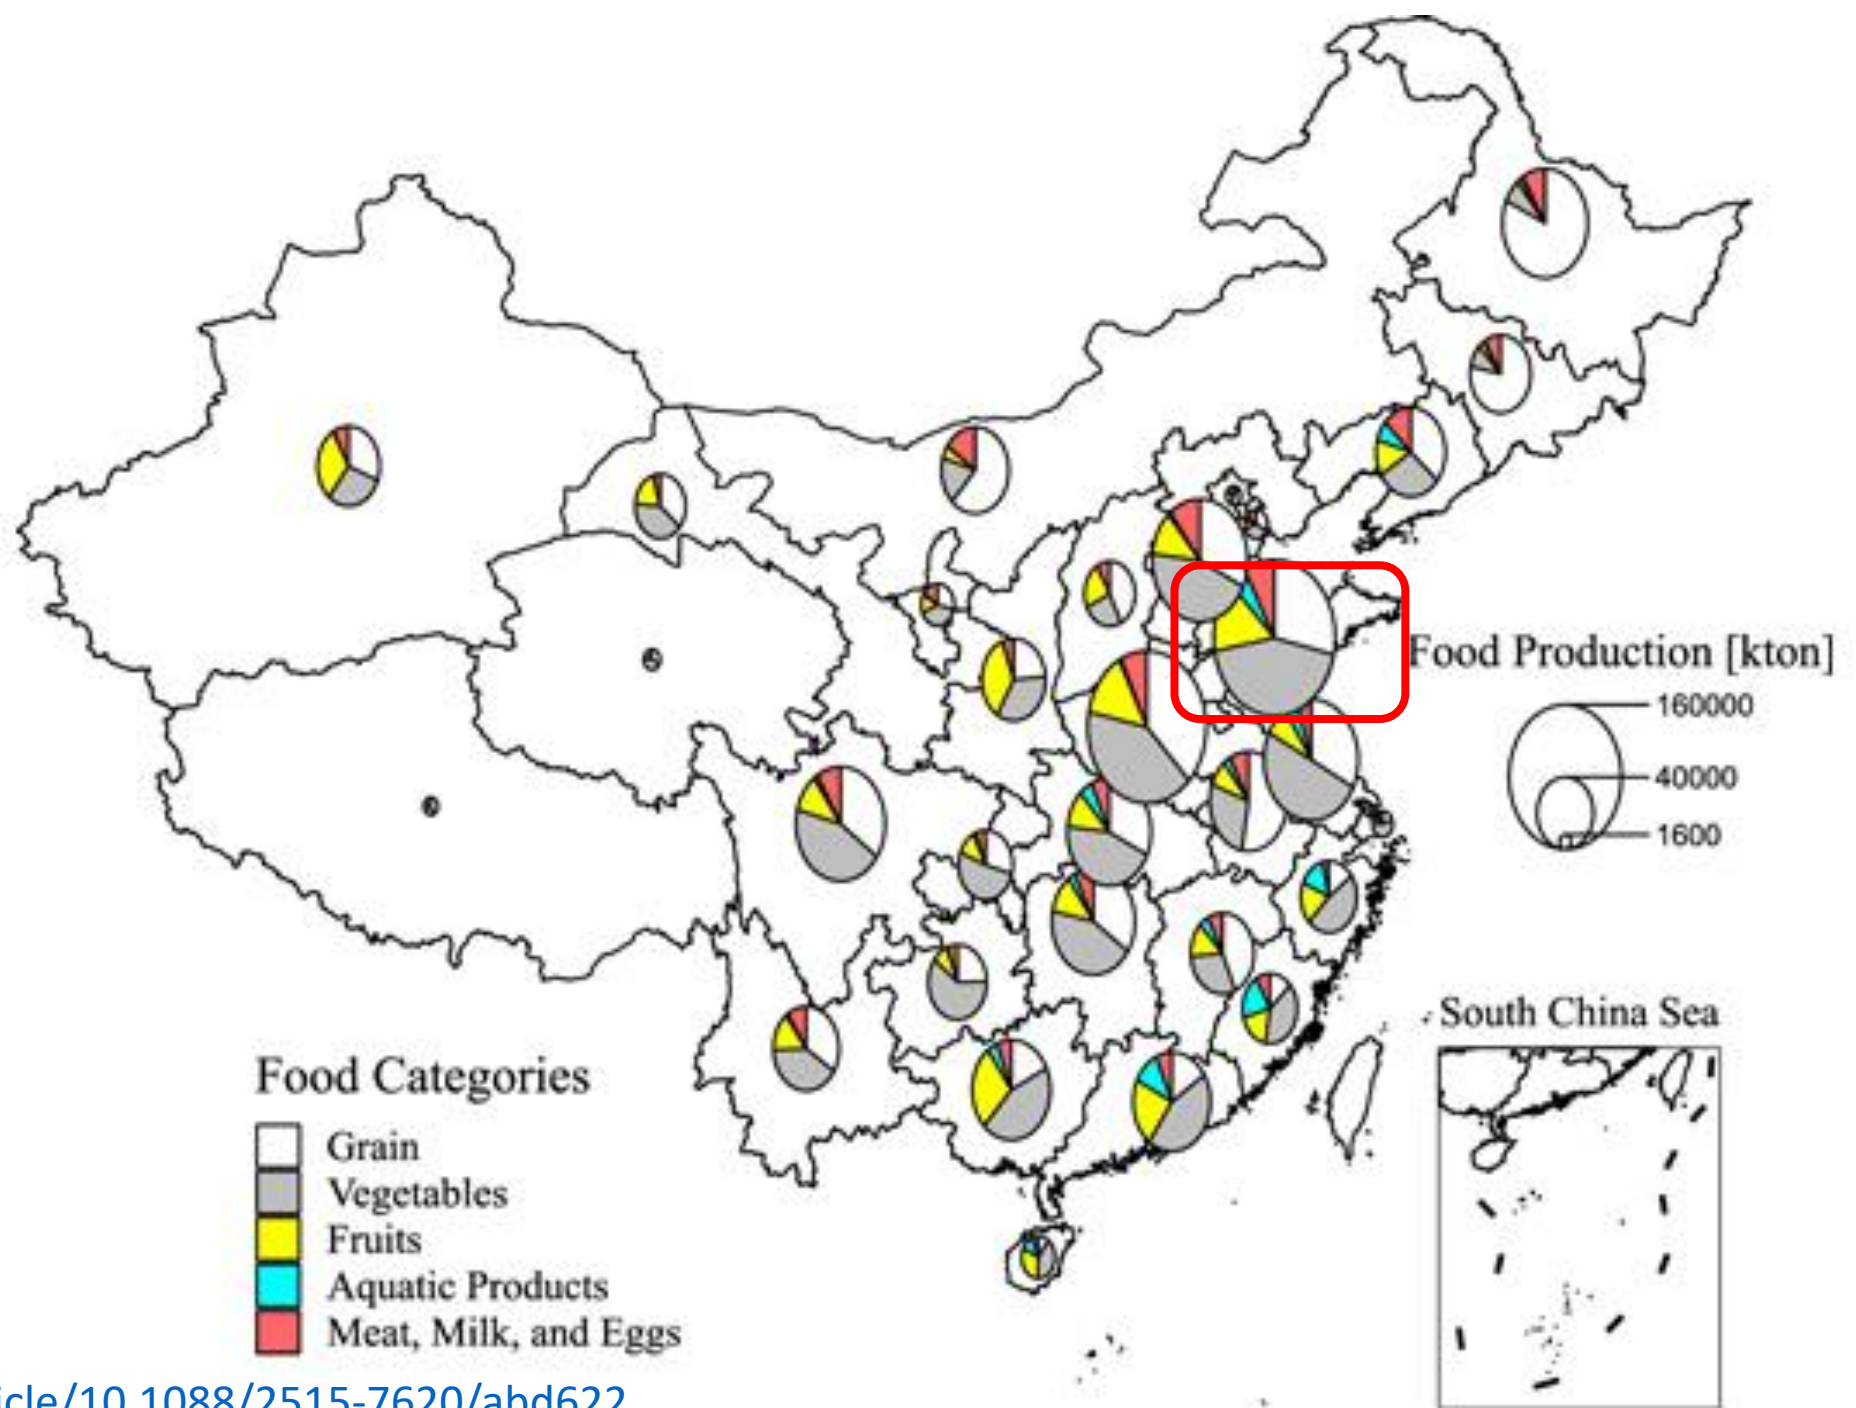 Food Production [kton]
160000
40000
1600
South China Sea
Food Categories
Grain
Vegetables
Fruits
Aquatic Products
Meat, Milk, and Eggs
icle/10.1088/2515-7620/abd622